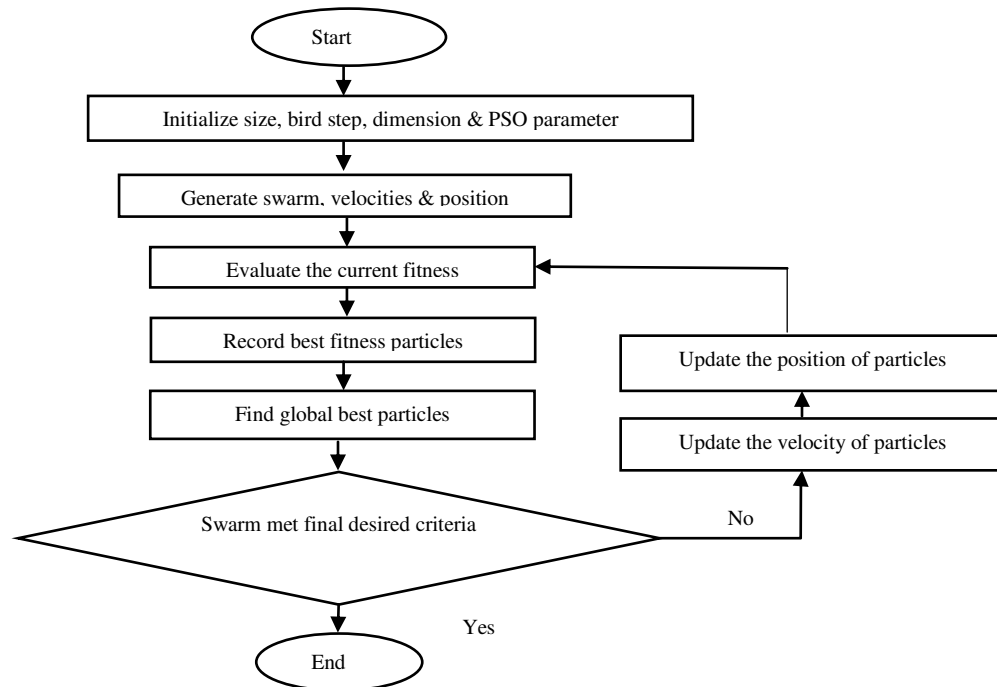 Start
Initialize size, bird step, dimension & PSO parameter
Generate swarm, velocities & position
Evaluate the current fitness
Record best fitness particles
Find global best particles
Swarm met final desired criteria
No
Update the velocity of particles
Update the position of particles
Yes
End